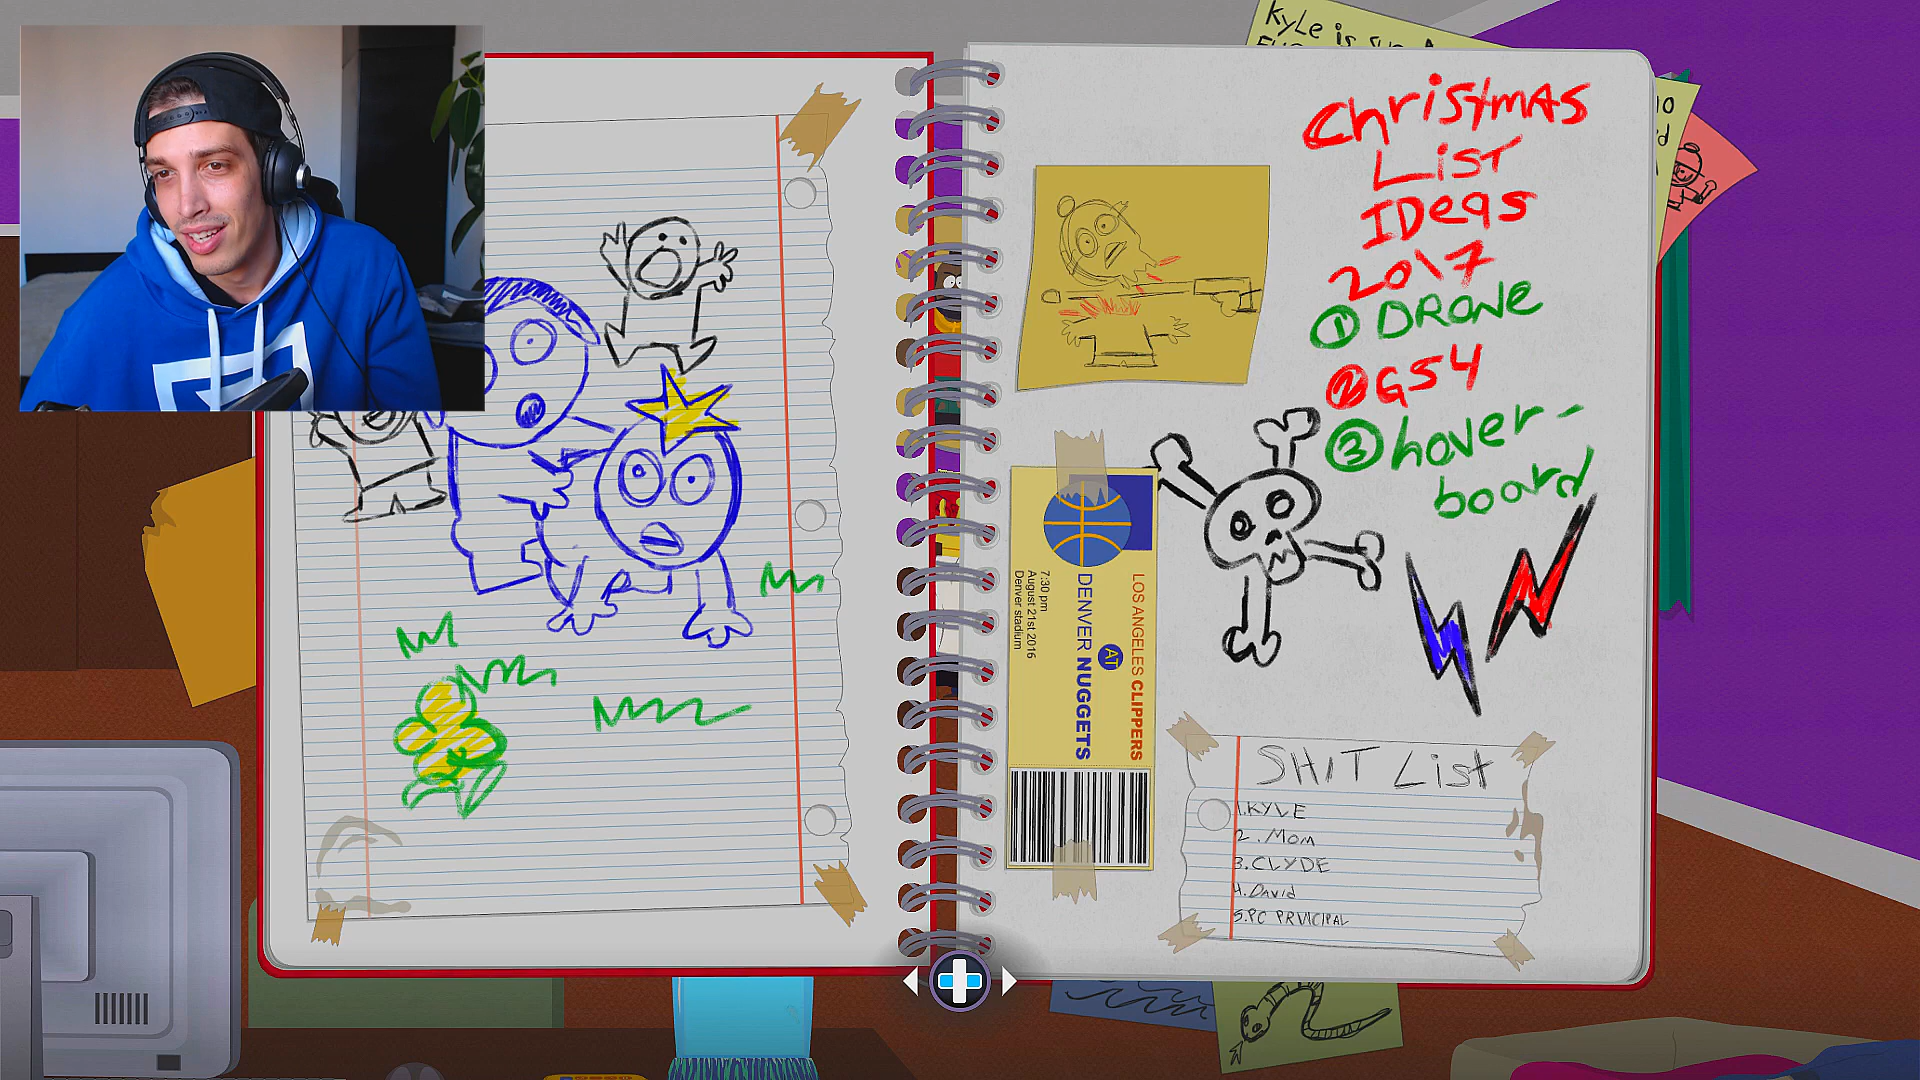 Kyle is
Christmas
List
IDeas
2017
① DRONE
② GS4
③ hover-
board
LOS ANGELES CLIPPERS
AT
DENVER NUGGETS
7:30 pm
August 21st 2016
Denver stadium
SHIT List
1.KYLE
2.Mom
3.CLYDE
4.David
5.PC PRVICIPAL